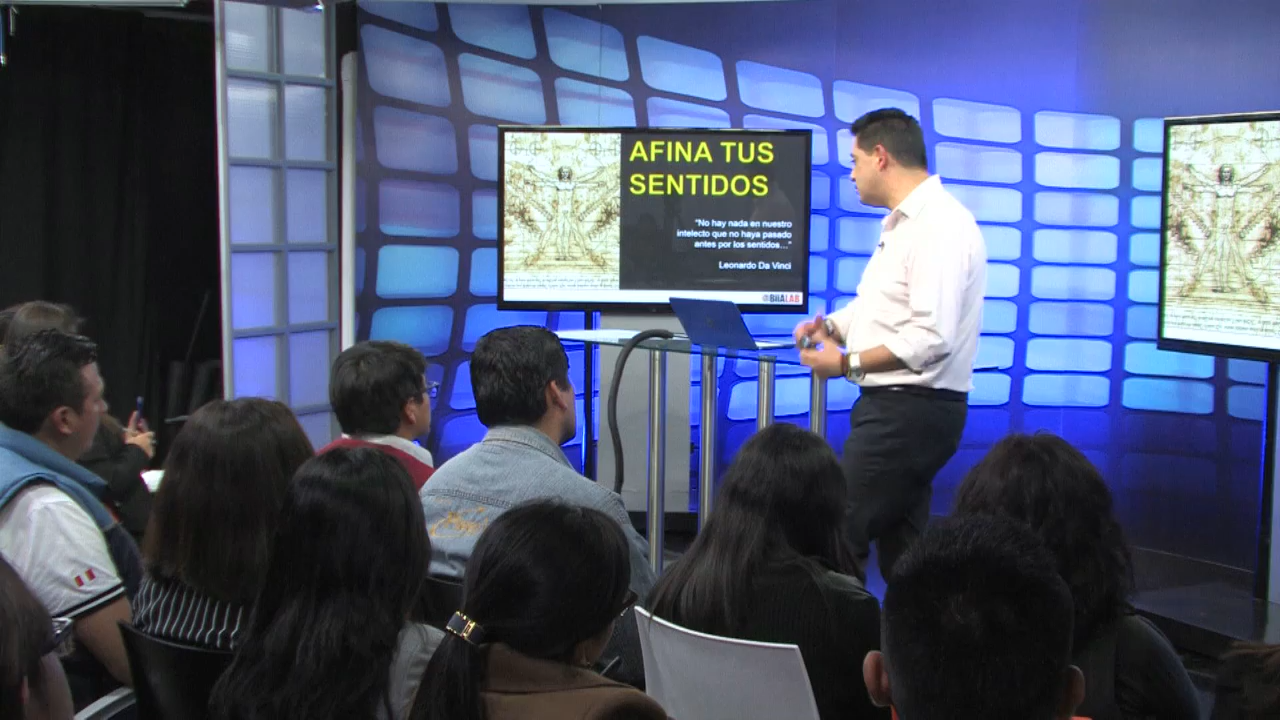 AFINA TUS
SENTIDOS
"No hay nada en nuestro
intelecto que no haya pasado
antes por los sentidos..."
Leonardo Da Vinci
@BIIALAB